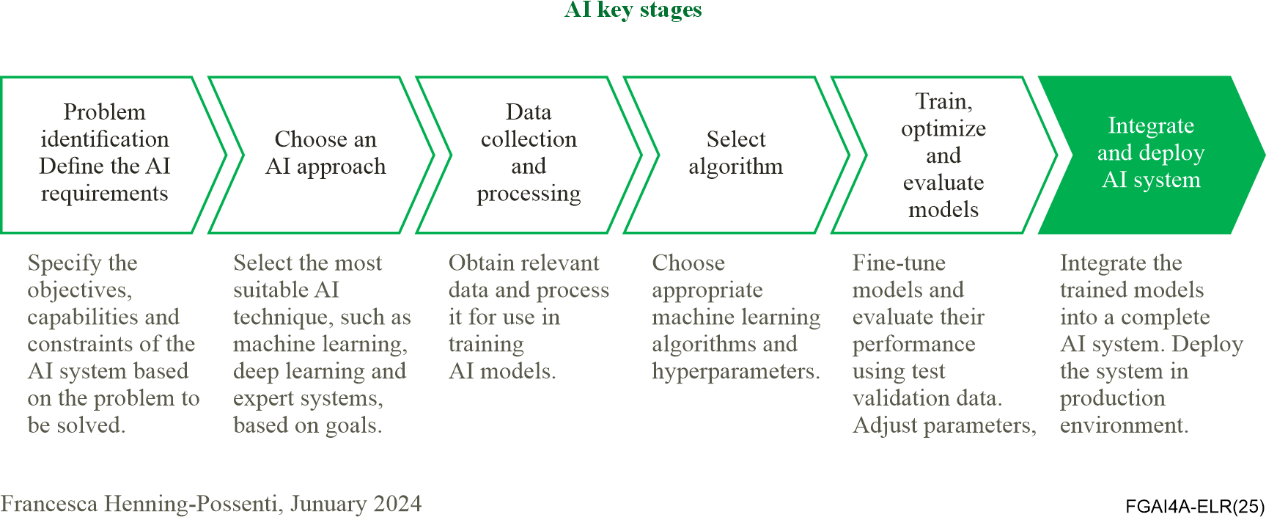 AI key stages
Problem
identification
Define the AI
requirements
Choose an
AI approach
Data
collection
and
processing
Select
algorithm
Train,
optimize
and
evaluate
models
Integrate
and deploy
AI system
Specify the
objectives,
capabilities and
constraints of the
AI system based
on the problem to
be solved.
Select the most
suitable AI
technique, such as
machine learning,
deep learning and
expert systems,
based on goals.
Obtain relevant
data and process
it for use in
training
AI models.
Choose
appropriate
machine learning
algorithms and
hyperparameters.
Fine-tune
models and
evaluate their
performance
using test
validation data.
Adjust parameters,
Integrate the
trained models
into a complete
AI system. Deploy
the system in
production
environment.
Francesca Henning-Possenti, Junuary 2024
FGAI4A-ELR(25)